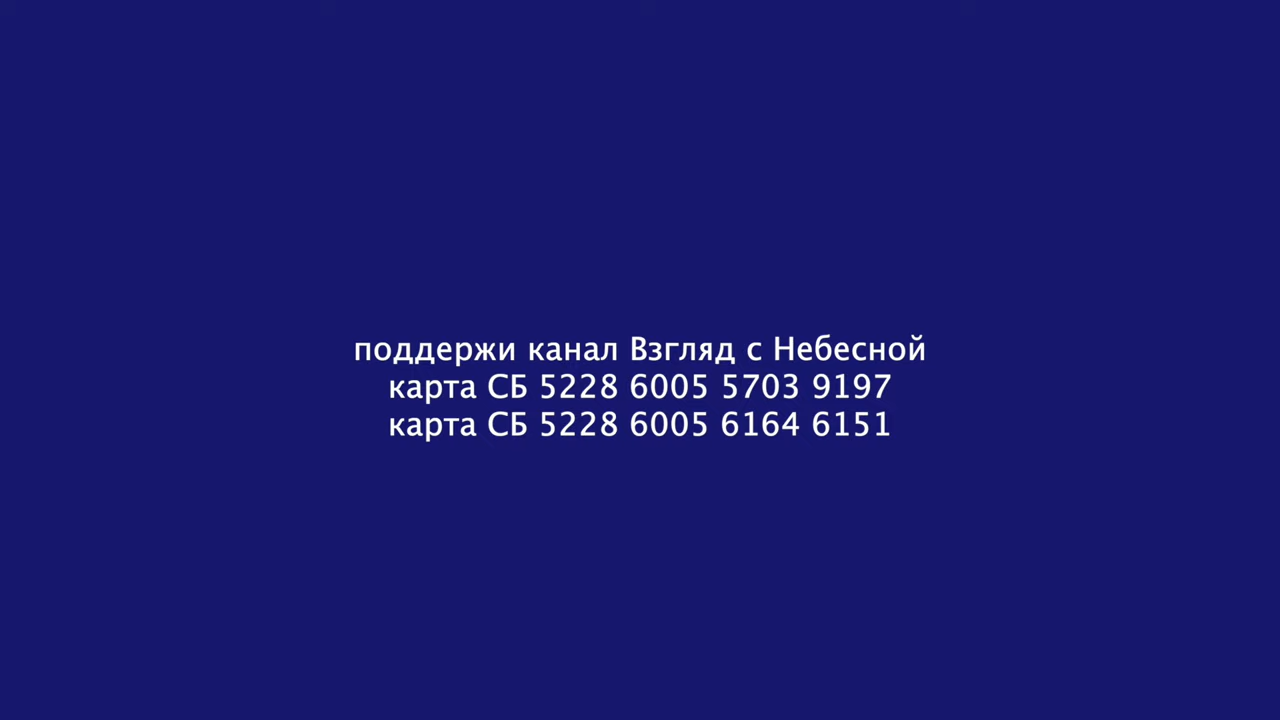 поддержи канал Взгляд с Небесной
карта СБ 5228 6005 5703 9197
карта СБ 5228 6005 6164 6151